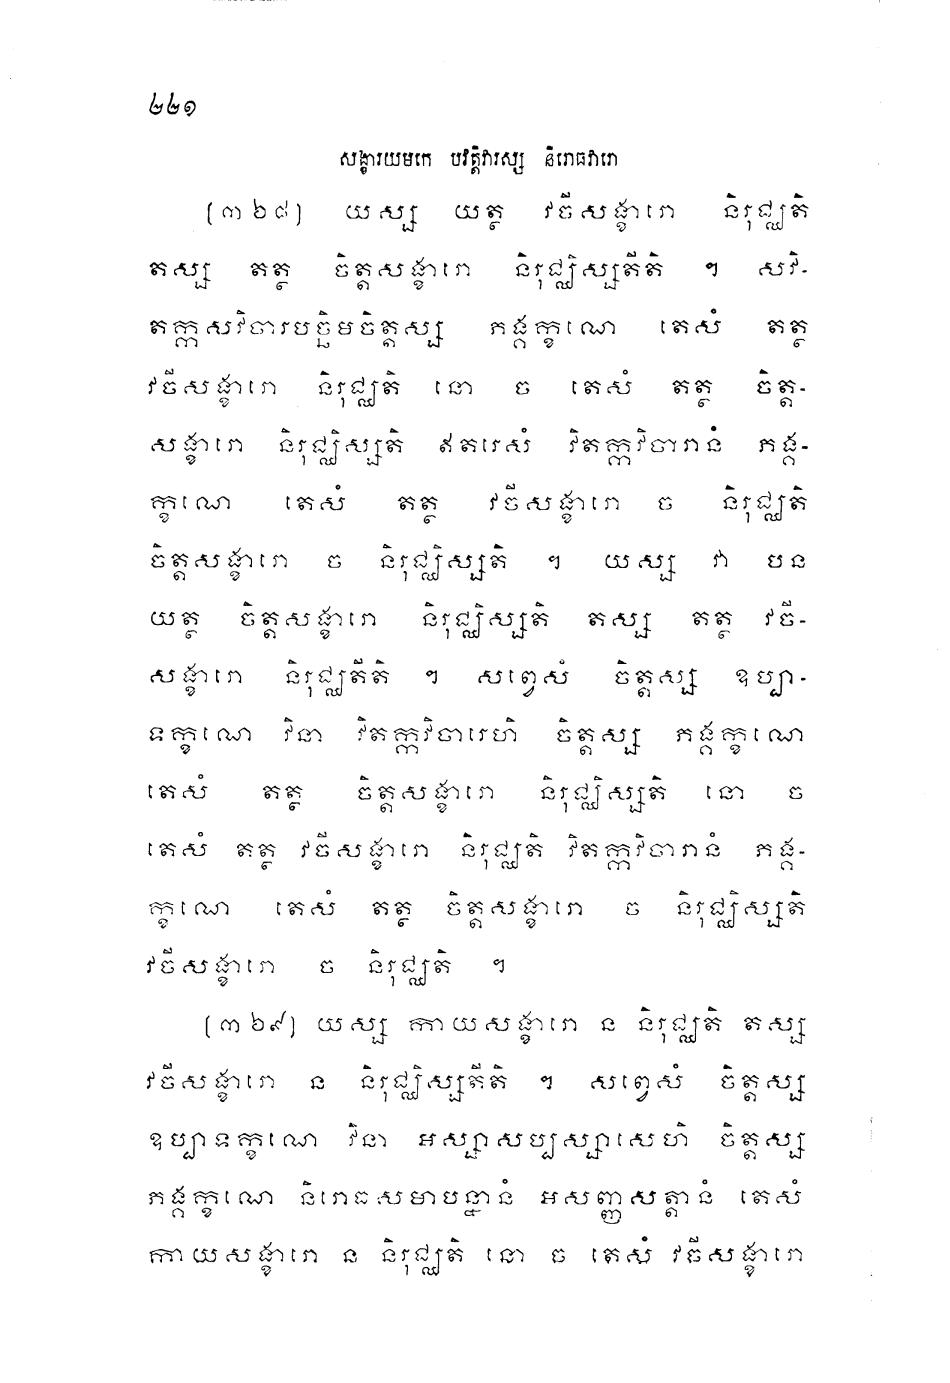 ២២១
សង្ខារយមកេ បវត្តិវារស្ស និរោធវារោ
(៣២៨) យស្ស យត្ថ វចីសង្ខារោ និរុជ្ឈតិ
តស្ស តត្ថ ចិត្តសង្ខារោ និរុជ្ឈិស្សតីតិ ។ សវិ-
តក្កសវិចារបច្ឆិមចិត្តស្ស ភង្គក្ខណេ តេសំ តត្ថ
វចីសង្ខារោ និរុជ្ឈតិ នោ ច តេសំ តត្ថ ចិត្ត-
សង្ខារោ និរុជ្ឈិស្សតិ ឥតរេសំ វិតក្កវិចារានំ ភង្គ-
ក្ខណេ តេសំ តត្ថ វចីសង្ខារោ ច និរុជ្ឈតិ
ចិត្តសង្ខារោ ច និរុជ្ឈិស្សតិ ។ យស្ស វា បន
យត្ថ ចិត្តសង្ខារោ និរុជ្ឈិស្សតិ តស្ស តត្ថ វចី-
សង្ខារោ និរុជ្ឈតីតិ ។ សព្វេសំ ចិត្តស្ស ឧប្បា-
ទក្ខណេ វិនា វិតក្កវិចារេហិ ចិត្តស្ស ភង្គក្ខណេ
តេសំ តត្ថ ចិត្តសង្ខារោ និរុជ្ឈិស្សតិ នោ ច
តេសំ តត្ថ វចីសង្ខារោ និរុជ្ឈតិ វិតក្កវិចារានំ ភង្គ-
ក្ខណេ តេសំ តត្ថ ចិត្តសង្ខារោ ច និរុជ្ឈិស្សតិ
វចីសង្ខារោ ច និរុជ្ឈតិ ។
(៣២៩) យស្ស កាយសង្ខារោ ន និរុជ្ឈតិ តស្ស
វចីសង្ខារោ ន និរុជ្ឈិស្សតីតិ ។ សព្វេសំ ចិត្តស្ស
ឧប្បាទក្ខណេ វិនា អស្សាសប្បស្សាសេហិ ចិត្តស្ស
ភង្គក្ខណេ និរោធសមាបន្នានំ អសញ្ញសត្តានំ តេសំ
កាយសង្ខារោ ន និរុជ្ឈតិ នោ ច តេសំ វចីសង្ខារោ